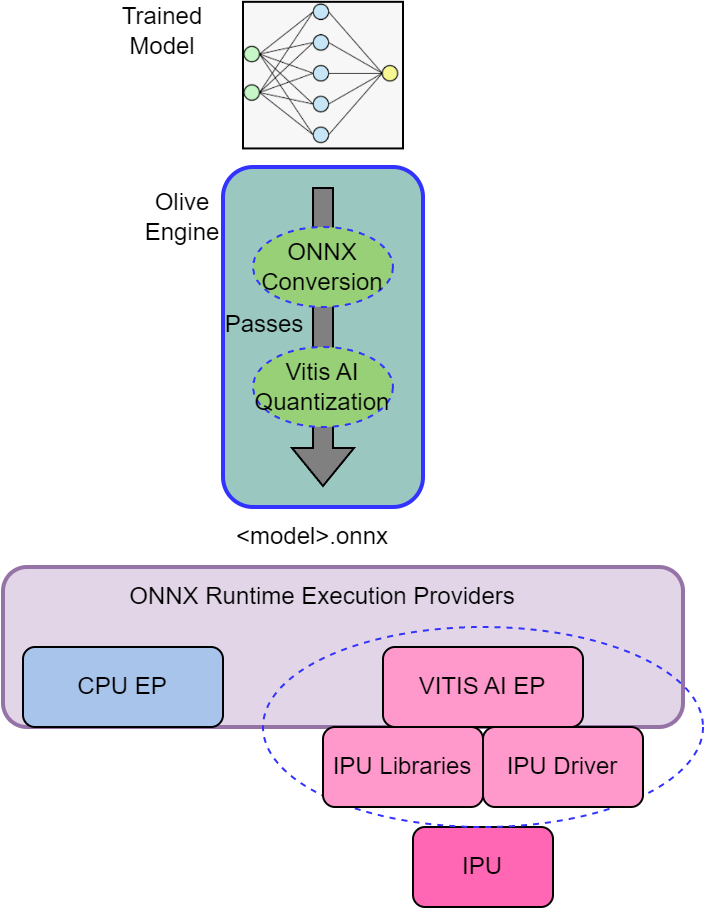 Trained
Model
Olive
Engine
ONNX
Conversion
Passes
Vitis AI
Quantization
<model>.onnx
ONNX Runtime Execution Providers
CPU EP
VITIS AI EP
IPU Libraries
IPU Driver
IPU